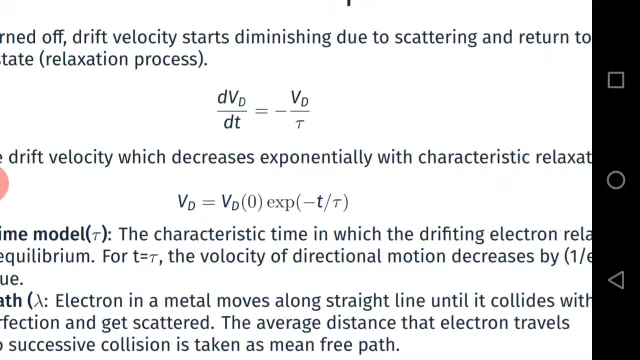 rned off, drift velocity starts diminishing due to scattering and return to
state (relaxation process).
dV_D/dt = −V_D/τ
e drift velocity which decreases exponentially with characteristic relaxat
V_D = V_D(0) exp(−t/τ)
ime model(τ): The characteristic time in which the drifiting electron rela
equilibrium. For t=τ, the volocity of directional motion decreases by (1/e
ue.
ath (λ: Electron in a metal moves along straight line until it collides with
rfection and get scattered. The average distance that electron travels
o successive collision is taken as mean free path.